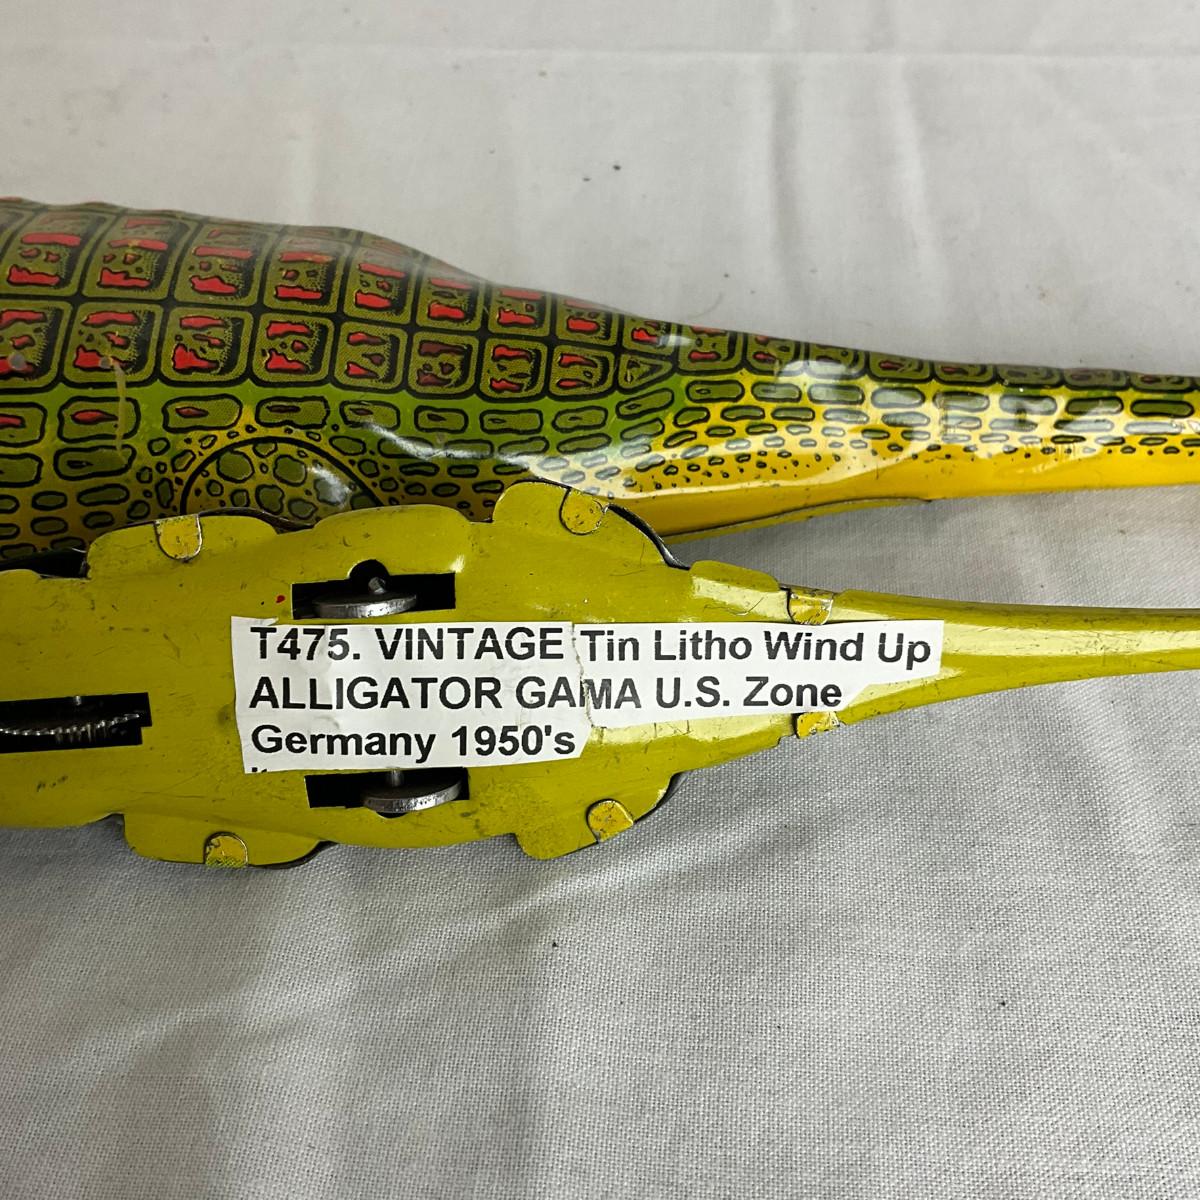 T475. VINTAGE Tin Litho Wind Up
ALLIGATOR GAMA U.S. Zone
Germany 1950's